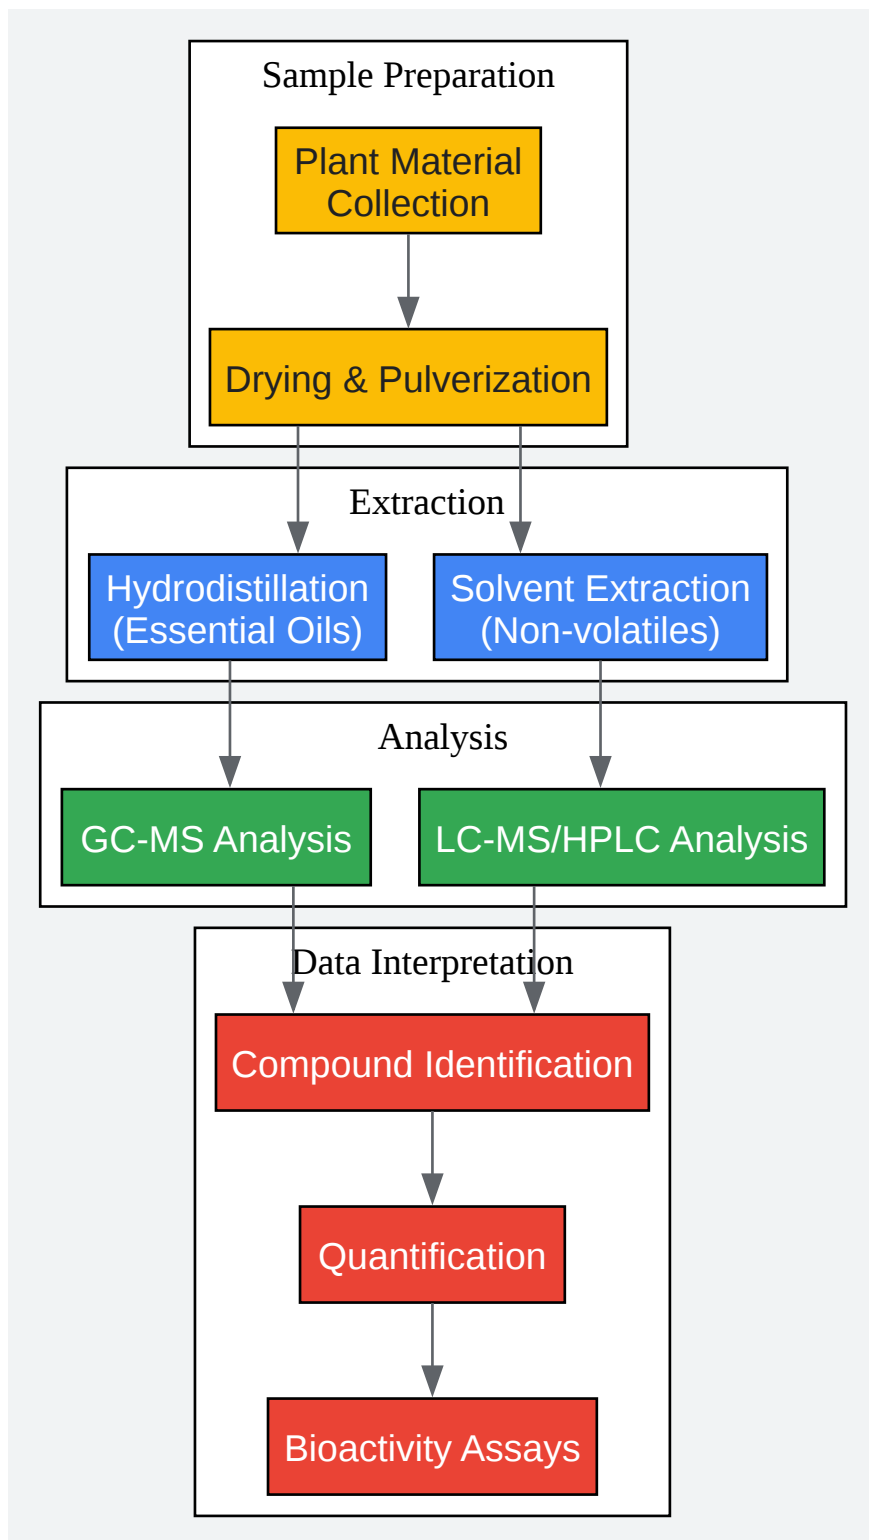 Sample Preparation
Plant Material
Collection
Drying & Pulverization
Extraction
Hydrodistillation
(Essential Oils)
Solvent Extraction
(Non-volatiles)
Analysis
GC-MS Analysis
LC-MS/HPLC Analysis
Data Interpretation
Compound Identification
Quantification
Bioactivity Assays